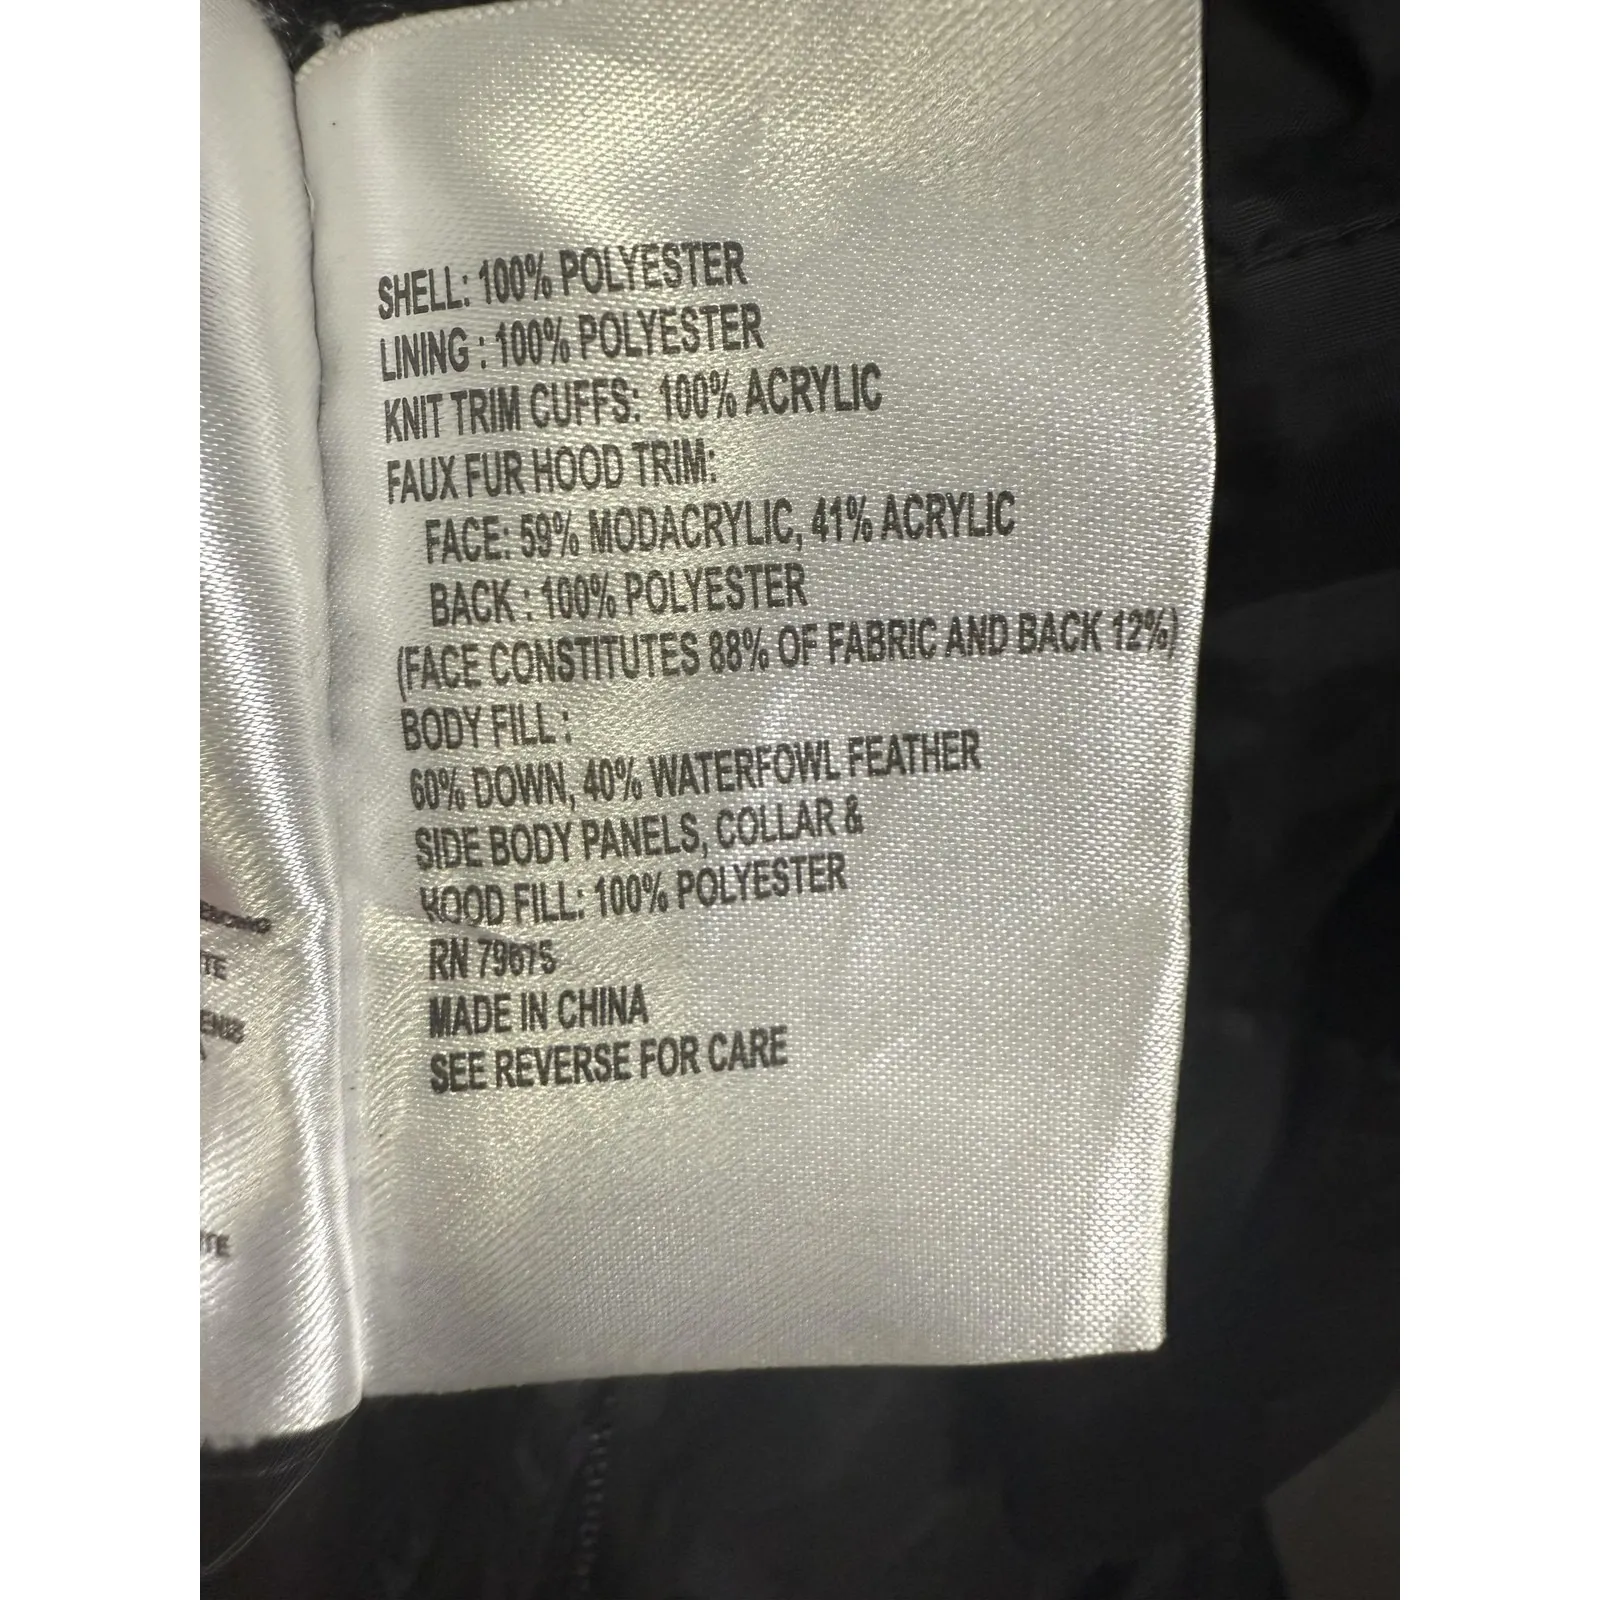 SHELL: 100% POLYESTER
LINING : 100% POLYESTER
KNIT TRIM CUFFS: 100% ACRYLIC
FAUX FUR HOOD TRIM:
FACE: 59% MODACRYLIC, 41% ACRYLIC
BACK : 100% POLYESTER
(FACE CONSTITUTES 88% OF FABRIC AND BACK 12%)
BODY FILL :
60% DOWN, 40% WATERFOWL FEATHER
SIDE BODY PANELS, COLLAR &
HOOD FILL: 100% POLYESTER
RN
MADE IN CHINA
SEE REVERSE FOR CARE